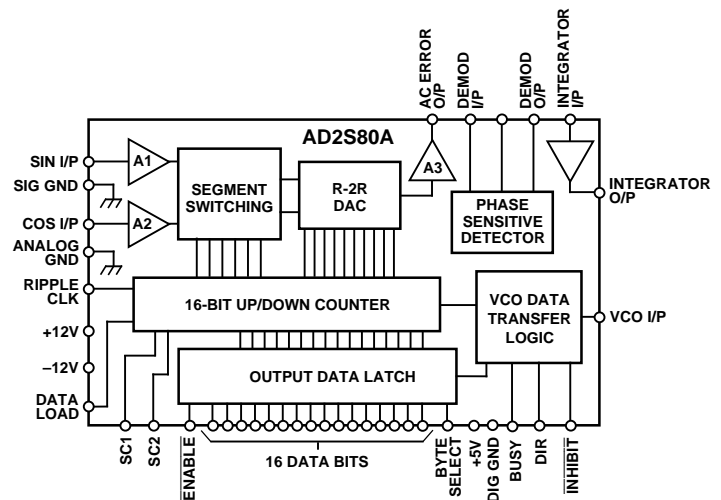 AC ERROR
O/P
DEMOD
I/P
DEMOD
O/P
INTEGRATOR
I/P
AD2S80A
SIN I/P
A1
SIG GND
SEGMENT
SWITCHING
R-2R
DAC
A3
INTEGRATOR
O/P
COS I/P
A2
PHASE
SENSITIVE
DETECTOR
ANALOG
GND
RIPPLE
CLK
16-BIT UP/DOWN COUNTER
VCO DATA
TRANSFER
LOGIC
VCO I/P
+12V
–12V
OUTPUT DATA LATCH
DATA
LOAD
SC1
SC2
ENABLE
16 DATA BITS
BYTE
SELECT
+5V
DIG GND
BUSY
DIR
INHIBIT